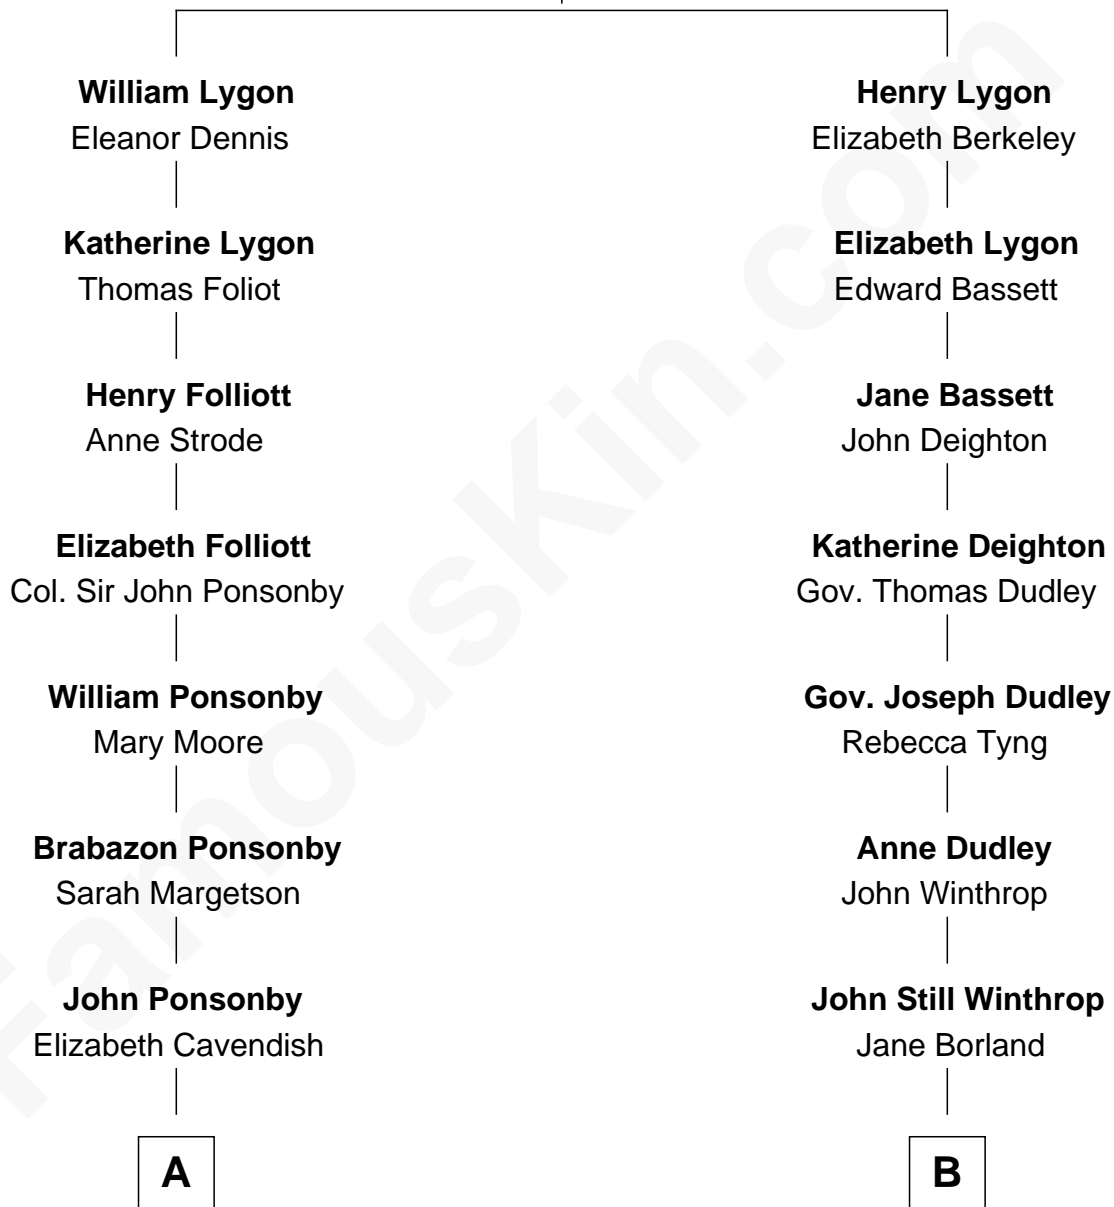 William Lygon
Eleanor Dennis
Katherine Lygon
Thomas Foliot
Henry Folliott
Anne Strode
Elizabeth Folliott
Col. Sir John Ponsonby
William Ponsonby
Mary Moore
Brabazon Ponsonby
Sarah Margetson
John Ponsonby
Elizabeth Cavendish
A
Henry Lygon
Elizabeth Berkeley
Elizabeth Lygon
Edward Bassett
Jane Bassett
John Deighton
Katherine Deighton
Gov. Thomas Dudley
Gov. Joseph Dudley
Rebecca Tyng
Anne Dudley
John Winthrop
John Still Winthrop
Jane Borland
B
FamousKin.com